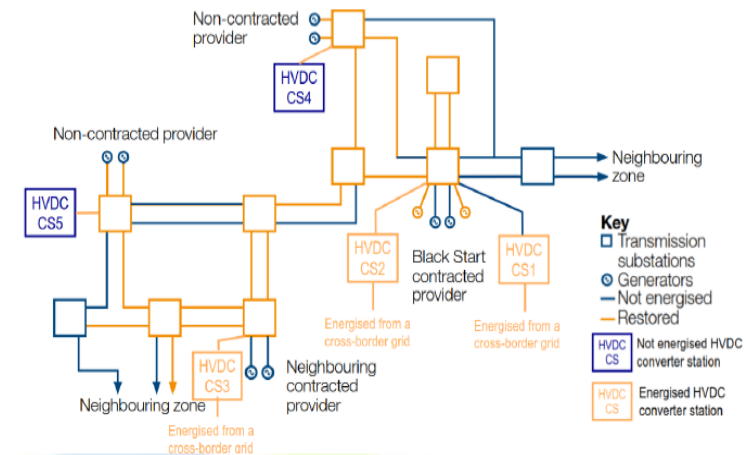 Non-contracted
provider
HVDC
CS4
Non-contracted provider
Neighbouring
zone
HVDC
CS5
HVDC
CS2
Black Start
contracted
provider
HVDC
CS1
Energised from a
cross-border grid
Energised from a
cross-border grid
HVDC
CS3
Neighbouring
contracted
provider
Neighbouring zone
Energised from a
cross-border grid
Key
Transmission
substations
Generators
Not energised
Restored
HVDC
CS
Not energised HVDC
converter station
HVDC
CS
Energised HVDC
converter station